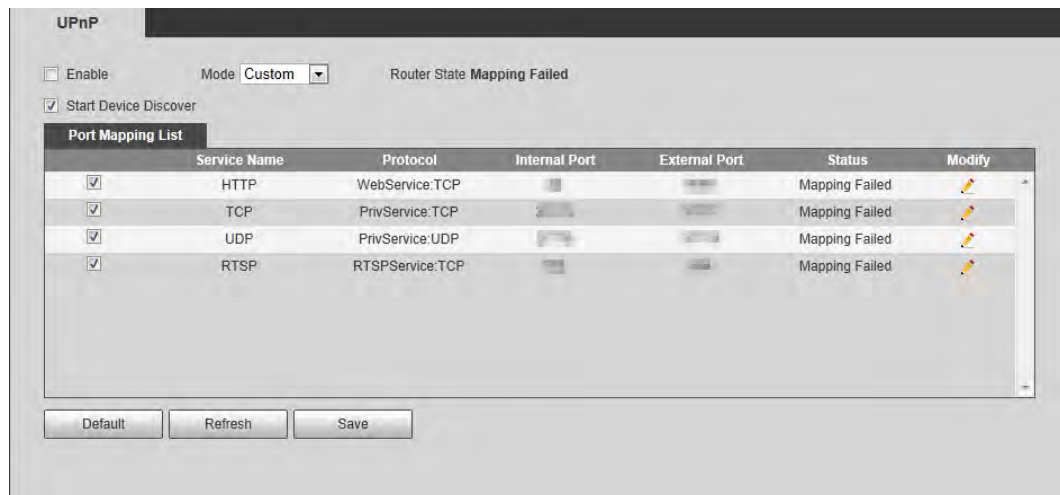 UPnP
Enable Mode Custom Router State Mapping Failed
Start Device Discover
Port Mapping List
Service Name Protocol Internal Port External Port Status Modify
HTTP WebService:TCP Mapping Failed
TCP PrivService:TCP Mapping Failed
UDP PrivService:UDP Mapping Failed
RTSP RTSPService:TCP Mapping Failed
Default Refresh Save